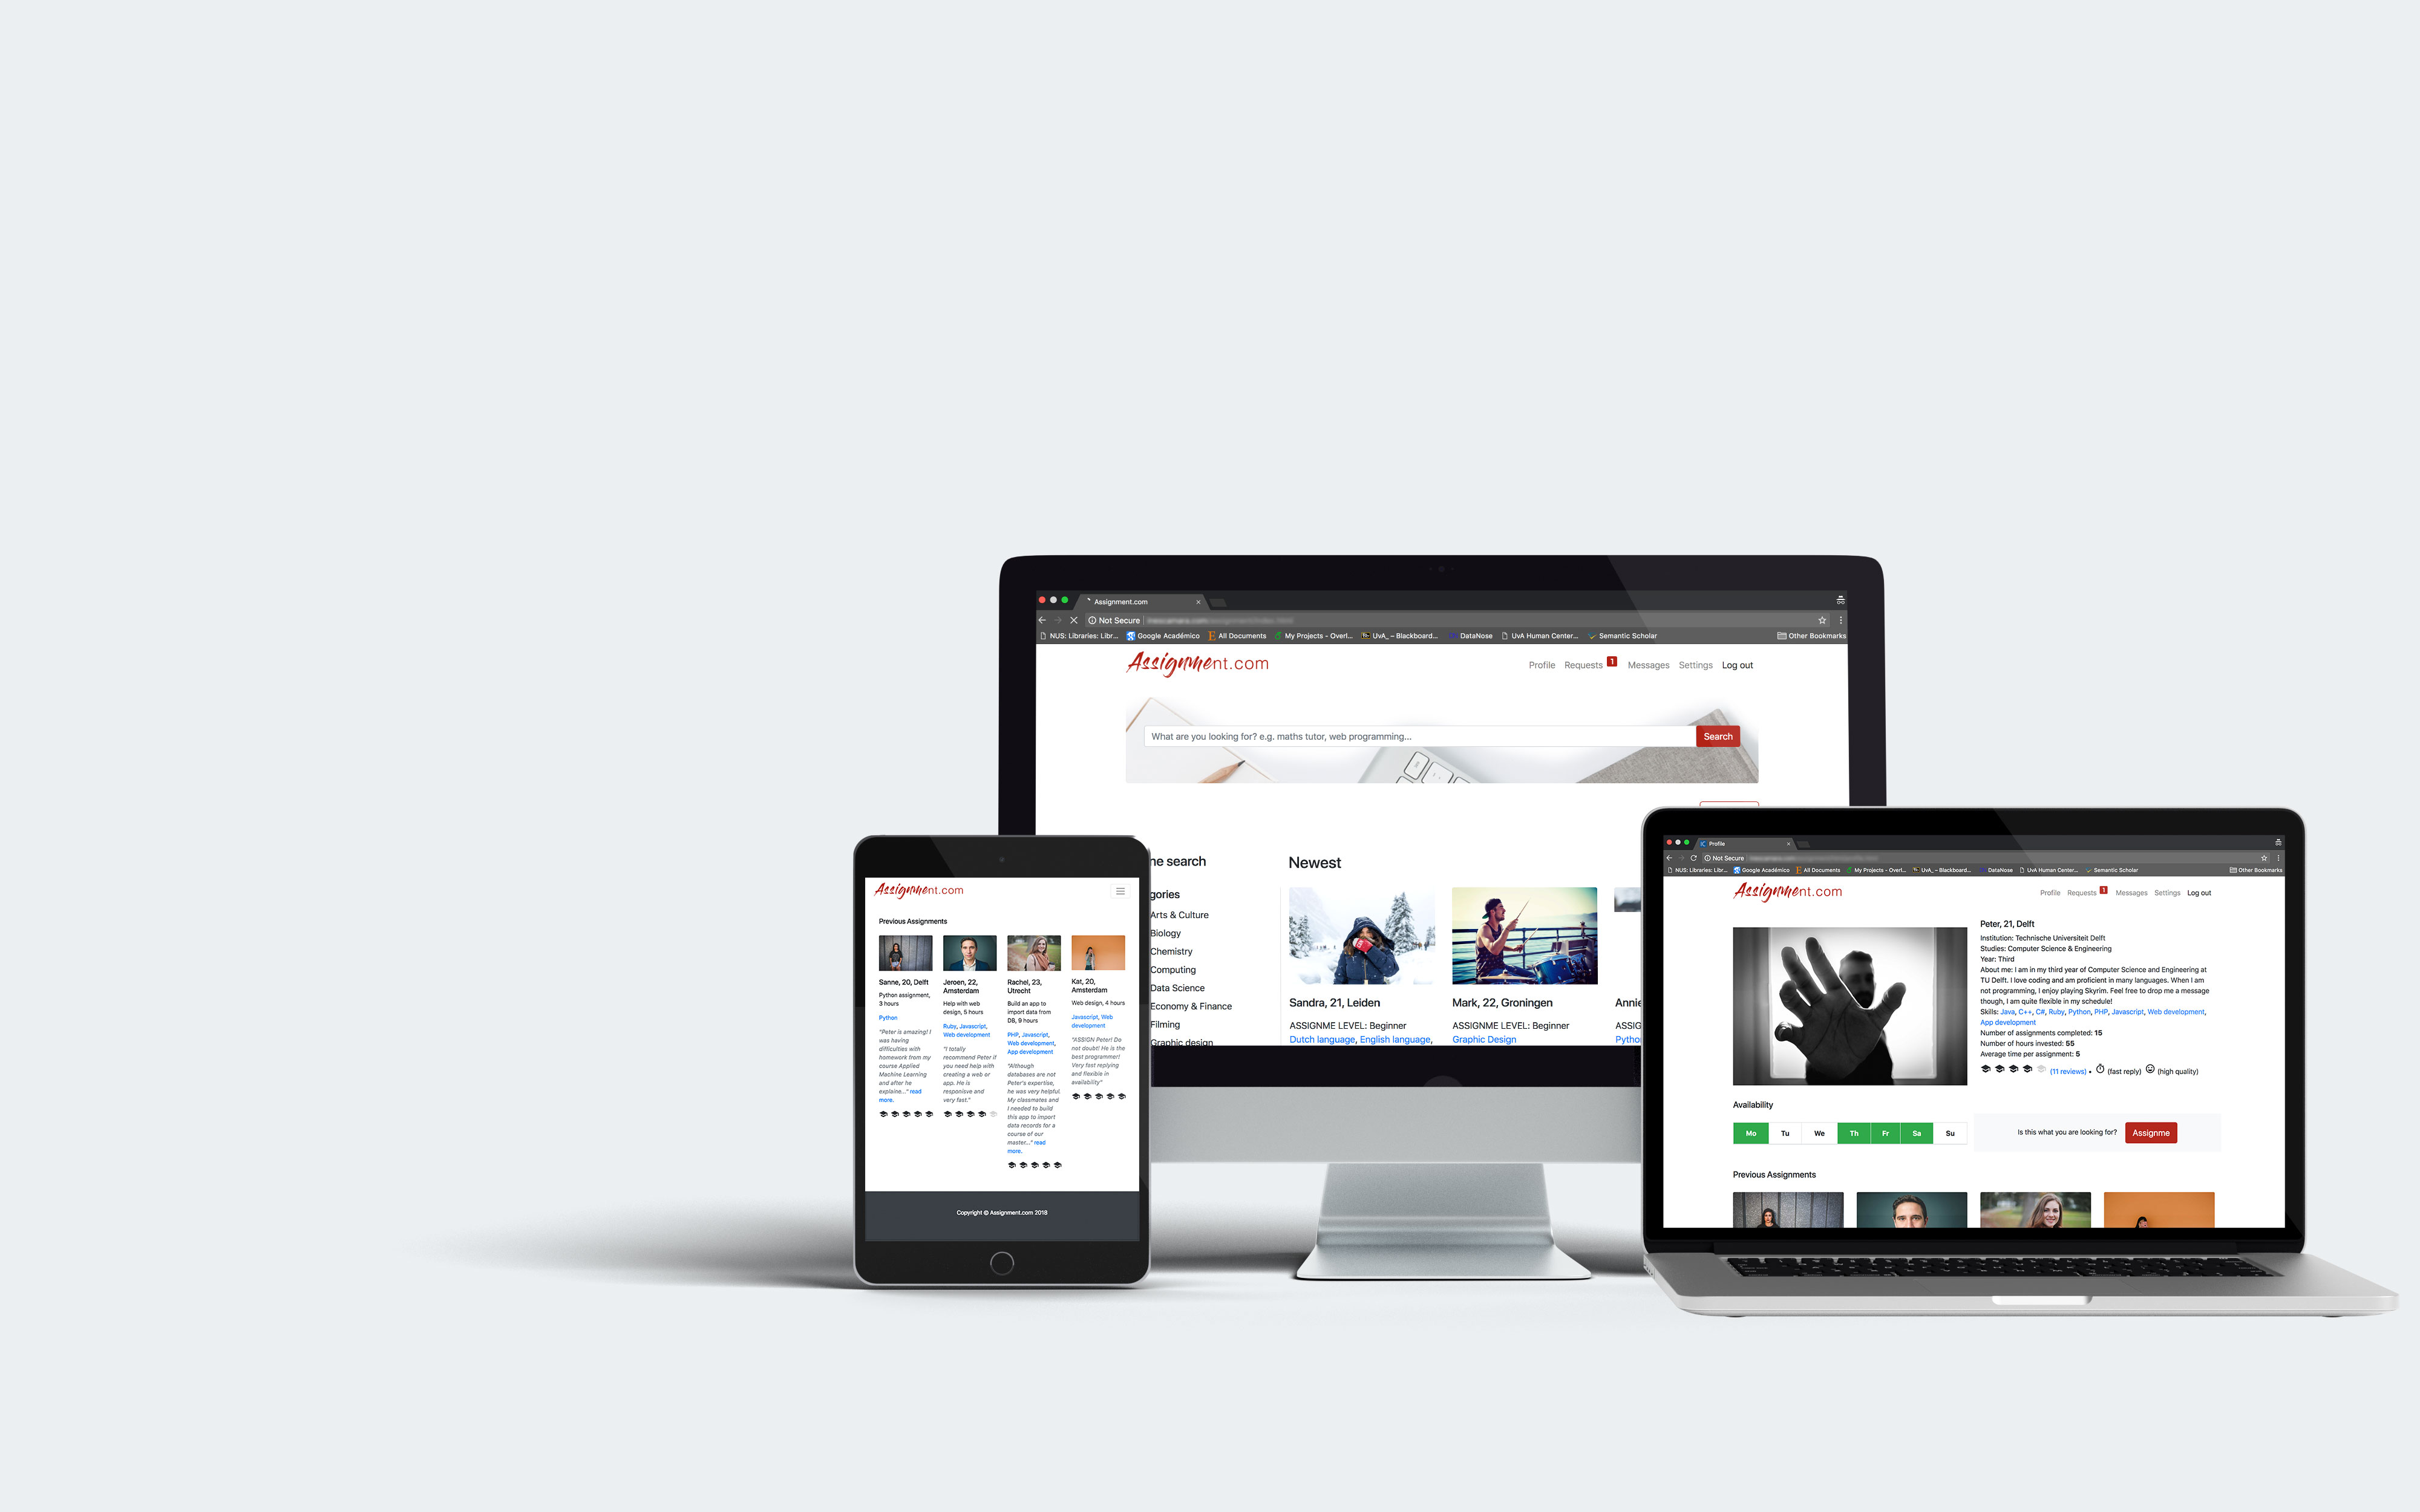 Assignment.com
Not Secure
NUS: Libraries: Libr...
Google Académico
All Documents
My Projects - Overl...
UvA_ – Blackboard...
DataNose
UvA Human Center...
Semantic Scholar
Other Bookmarks
Assignment.com
Profile
Requests 1
Messages
Settings
Log out
What are you looking for? e.g. maths tutor, web programming...
Search
ne search
gories
Arts & Culture
Biology
Chemistry
Computing
Data Science
Economy & Finance
Filming
Graphic design
Newest
Sandra, 21, Leiden
ASSIGNME LEVEL: Beginner
Dutch language, English language,
Mark, 22, Groningen
ASSIGNME LEVEL: Beginner
Graphic Design
Annie
ASSIG
Pytho
Assignment.com
Previous Assignments
Sanne, 20, Delft
Python assignment,
3 hours
Python
"Peter is amazing! I
was having
difficulties with
homework from my
course Applied
Machine Learning
and after he
explaine..." read
more.
Jeroen, 22,
Amsterdam
Help with web
design, 5 hours
Ruby, Javascript,
Web development
"I totally
recommend Peter if
you need help with
creating a web or
app. He is
responisve and
very fast."
Rachel, 23,
Utrecht
Build an app to
import data from
DB, 9 hours
PHP, Javascript,
Web development,
App development
"Although
databases are not
Peter's expertise,
he was very helpful.
My classmates and
I needed to build
this app to import
data records for a
course of our
master..." read
more.
Kat, 20,
Amsterdam
Web design, 4 hours
Javascript, Web
development
"ASSIGN Peter! Do
not doubt! He is the
best programmer!
Very fast replying
and flexible in
availability"
Copyright © Assignment.com 2018
Profile
Not Secure
NUS: Libraries: Libr...
Google Académico
All Documents
My Projects - Overl...
UvA_ – Blackboard...
DataNose
UvA Human Center...
Semantic Scholar
Other Bookmarks
Assignment.com
Profile
Requests 1
Messages
Settings
Log out
Peter, 21, Delft
Institution: Technische Universiteit Delft
Studies: Computer Science & Engineering
Year: Third
About me: I am in my third year of Computer Science and Engineering at
TU Delft. I love coding and am proficient in many languages. When I am
not programming, I enjoy playing Skyrim. Feel free to drop me a message
though, I am quite flexible in my schedule!
Skills: Java, C++, C#, Ruby, Python, PHP, Javascript, Web development,
App development
Number of assignments completed: 15
Number of hours invested: 55
Average time per assignment: 5
(11 reviews) • (fast reply) (high quality)
Availability
Mo Tu We Th Fr Sa Su
Is this what you are looking for?
Assignme
Previous Assignments